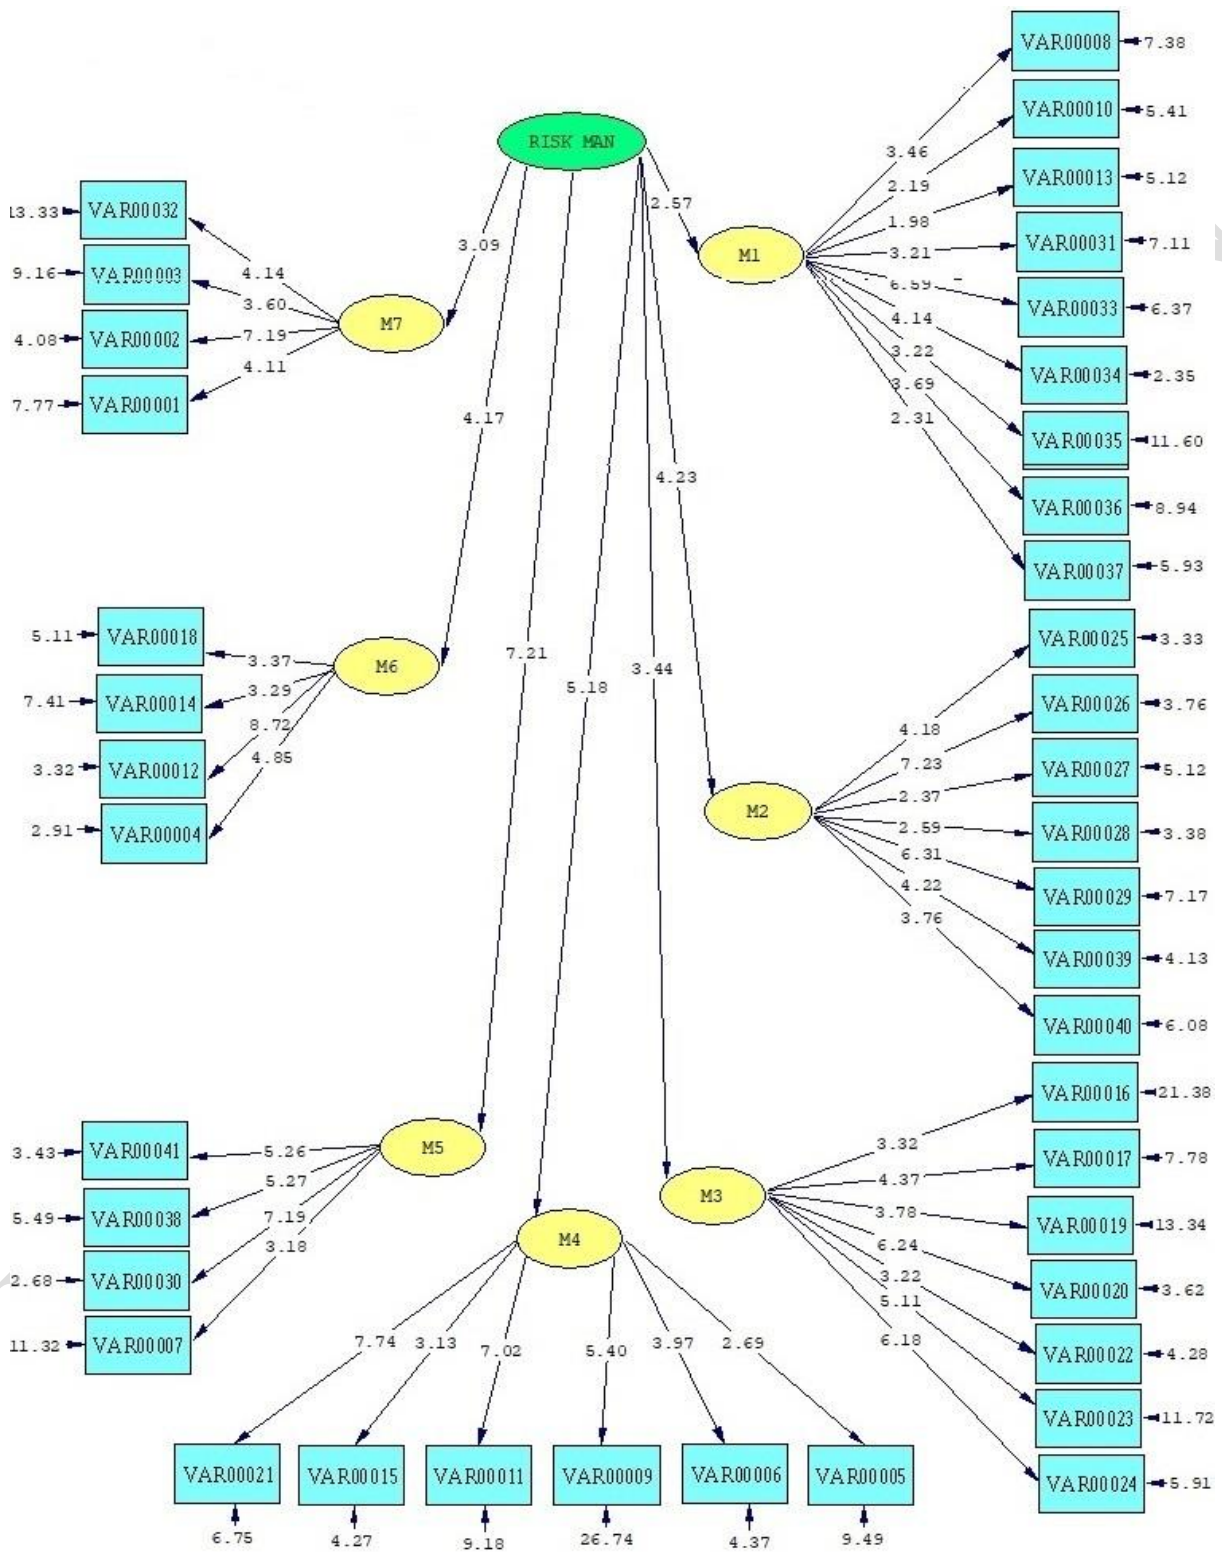 RISK MAN
2.57
M1
3.46
VAR00008
7.38
2.19
VAR00010
5.41
1.98
VAR00013
5.12
3.21
VAR00031
7.11
6.59
VAR00033
6.37
4.14
VAR00034
2.35
3.22
VAR00035
11.60
3.69
VAR00036
8.94
2.31
VAR00037
5.93
4.23
M2
4.18
VAR00025
3.33
7.23
VAR00026
3.76
2.37
VAR00027
5.12
2.59
VAR00028
3.38
6.31
VAR00029
7.17
4.22
VAR00039
4.13
3.76
VAR00040
6.08
3.44
M3
3.32
VAR00016
21.38
4.37
VAR00017
7.78
3.78
VAR00019
13.34
6.24
VAR00020
3.62
3.22
VAR00022
4.28
5.11
VAR00023
11.72
6.18
VAR00024
5.91
5.18
M4
7.74
3.13
7.02
5.40
3.97
2.69
VAR00021
VAR00015
VAR00011
VAR00009
VAR00006
VAR00005
6.75
4.27
9.18
26.74
4.37
9.49
7.21
M5
5.26
VAR00041
3.43
5.27
VAR00038
5.49
7.19
VAR00030
2.68
3.18
VAR00007
11.32
4.17
M6
3.37
VAR00018
5.11
3.29
VAR00014
7.41
8.72
VAR00012
3.32
4.85
VAR00004
2.91
3.09
M7
4.14
VAR00032
13.33
3.60
VAR00003
9.16
7.19
VAR00002
4.08
4.11
VAR00001
7.77